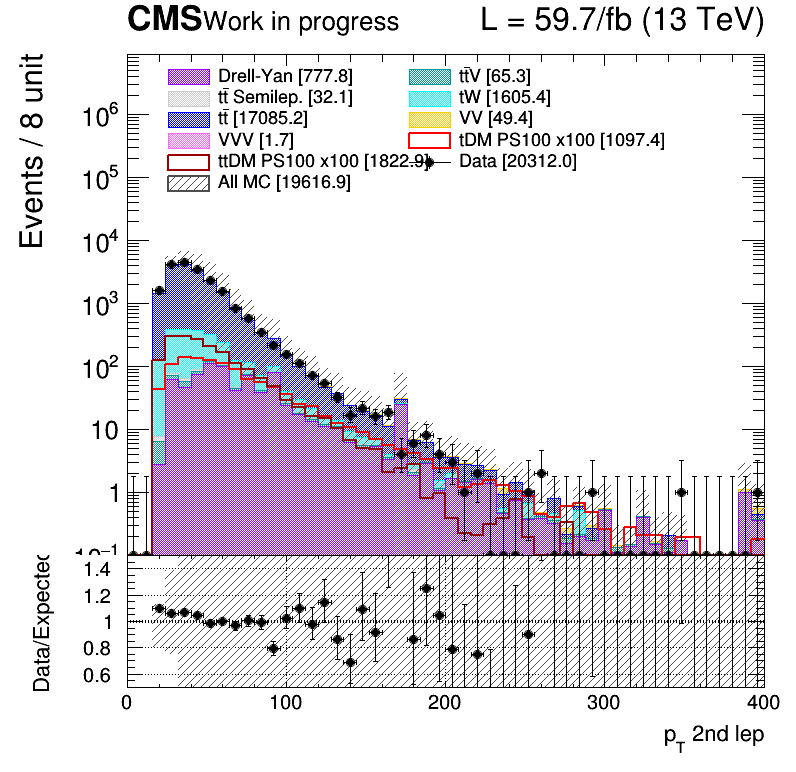 CMS Work in progress L = 59.7/fb (13 TeV)
Drell-Yan [777.8] tt̄V [65.3]
tt̄ Semilep. [32.1] tW [1605.4]
tt̄ [17085.2] VV [49.4]
VVV [1.7] tDM PS100 x100 [1097.4]
ttDM PS100 x100 [1822.9] Data [20312.0]
All MC [19616.9]
Events / 8 unit
10⁶
10⁵
10⁴
10³
10²
10
1
10⁻¹
Data/Expected
1.4
1.2
1
0.8
0.6
0 100 200 300 400
p_T 2nd lep